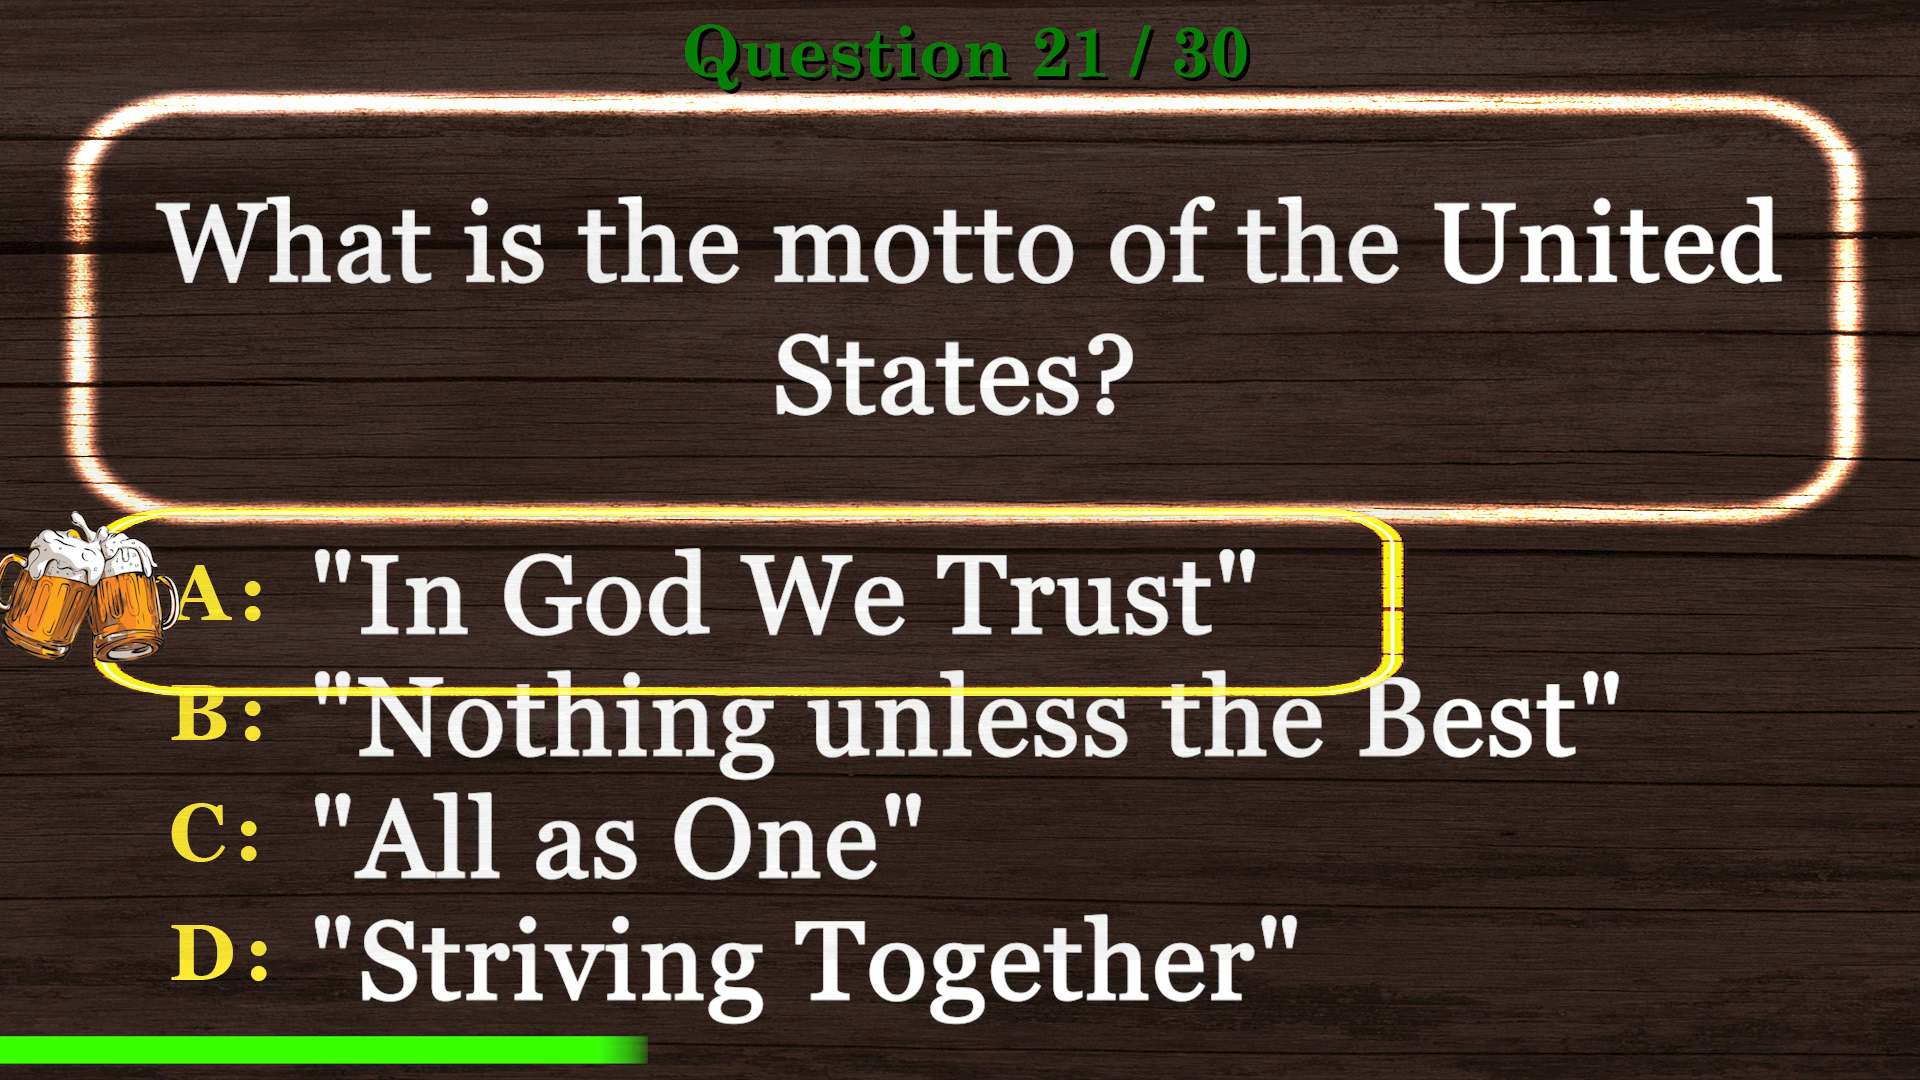 Question 21 / 30
What is the motto of the United
States?
A: "In God We Trust"
B: "Nothing unless the Best"
C: "All as One"
D: "Striving Together"